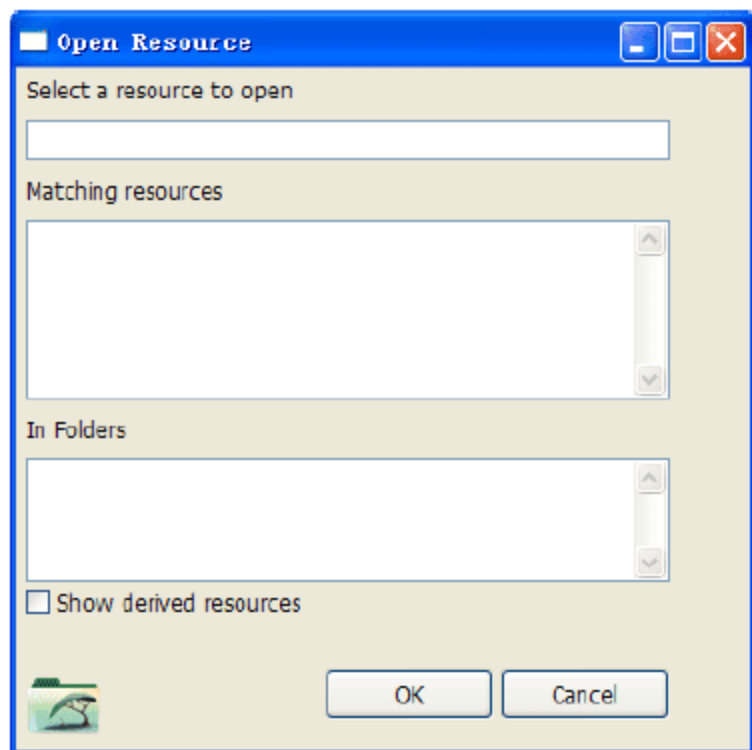 Open Resource
Select a resource to open
Matching resources
In Folders
Show derived resources
OK
Cancel